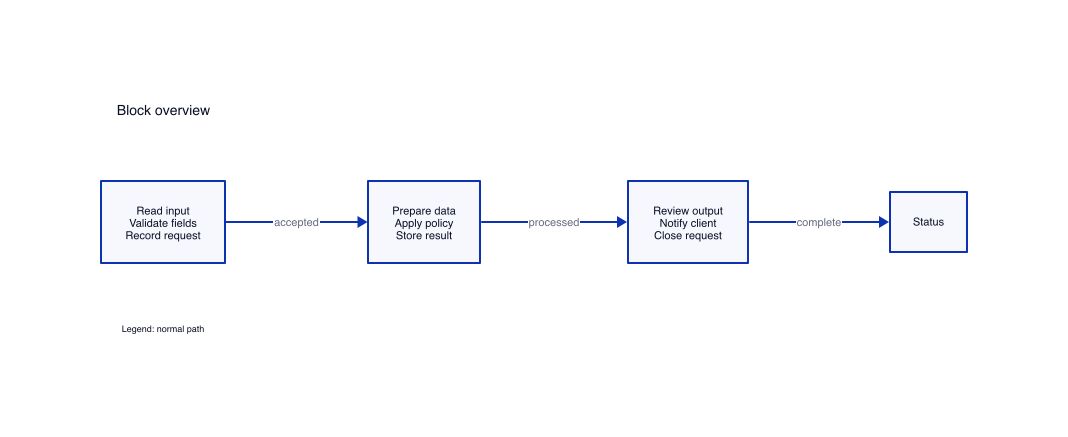 Block overview
Read input
Validate fields
Record request
accepted
Prepare data
Apply policy
Store result
processed
Review output
Notify client
Close request
complete
Status
Legend: normal path